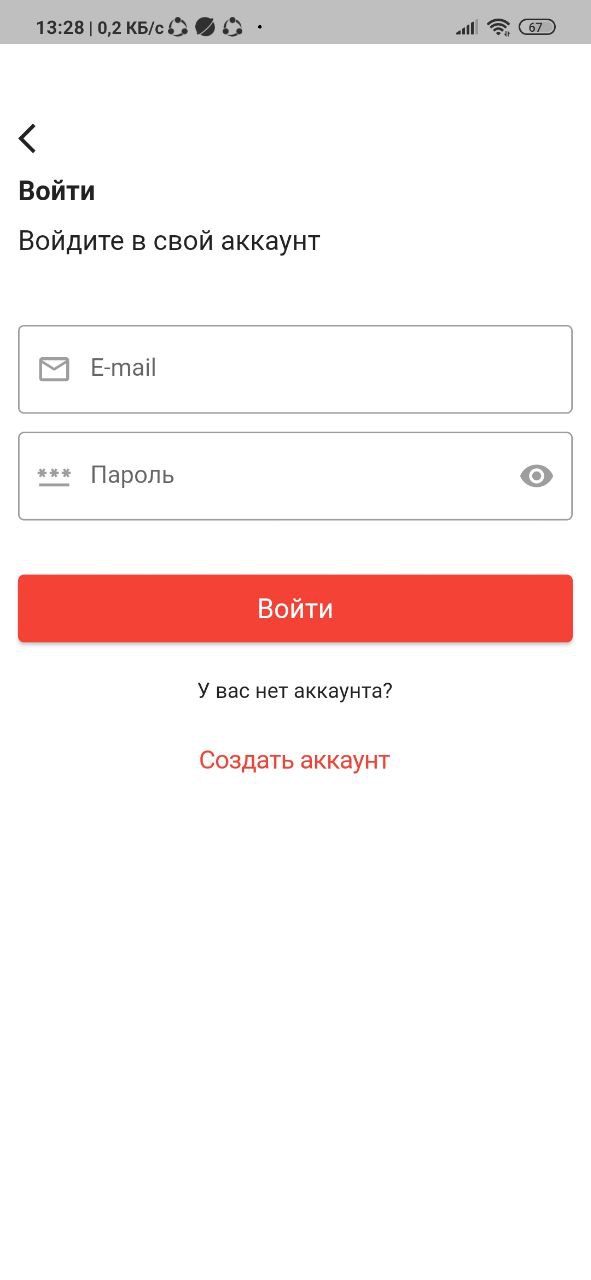 13:28 | 0,2 КБ/с
67
Войти
Войдите в свой аккаунт
E-mail
*** Пароль
Войти
У вас нет аккаунта?
Создать аккаунт